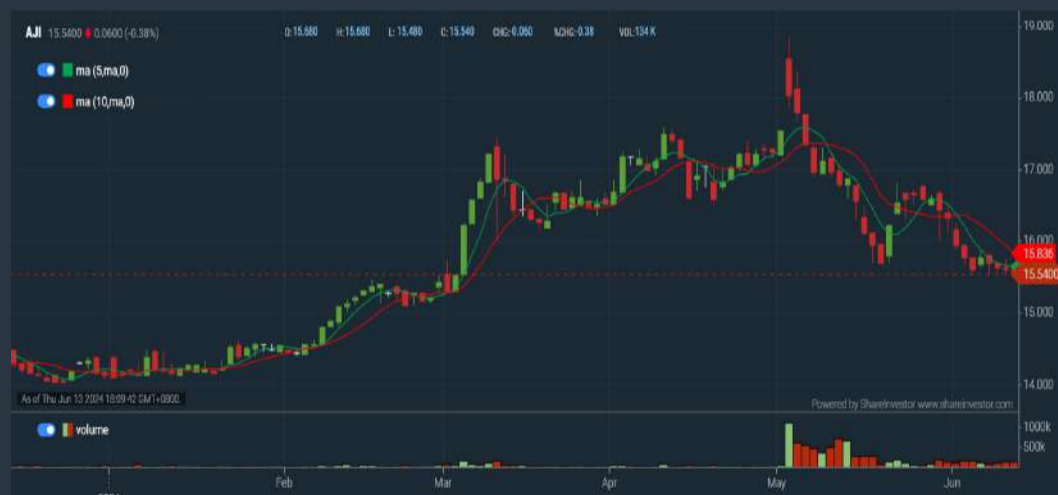 AJI 15.5400 0.0600 (-0.38%) O:15.680 H:15.680 L: 15.480 C:15.540 CHG:-0.060 %CHG:-0.38 VOL:134 K
ma (5,ma,0)
ma (10,ma,0)
19.000
18.000
17.000
16.000
15.836
15.5400
15.000
14.000
As of Thu Jun 13 2024 18:09:42 GMT+0800.
Powered by ShareInvestor www.shareinvestor.com
volume
1000k
500k
Feb Mar Apr May Jun